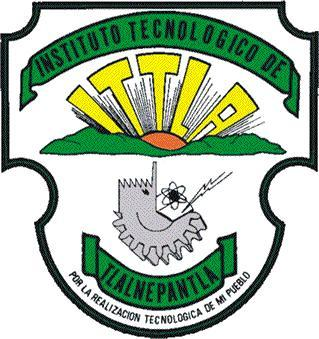 INSTITUTO TECNOLOGICO DE
ITTLA
TLALNEPANTLA
POR LA REALIZACION TECNOLOGICA DE MI PUEBLO